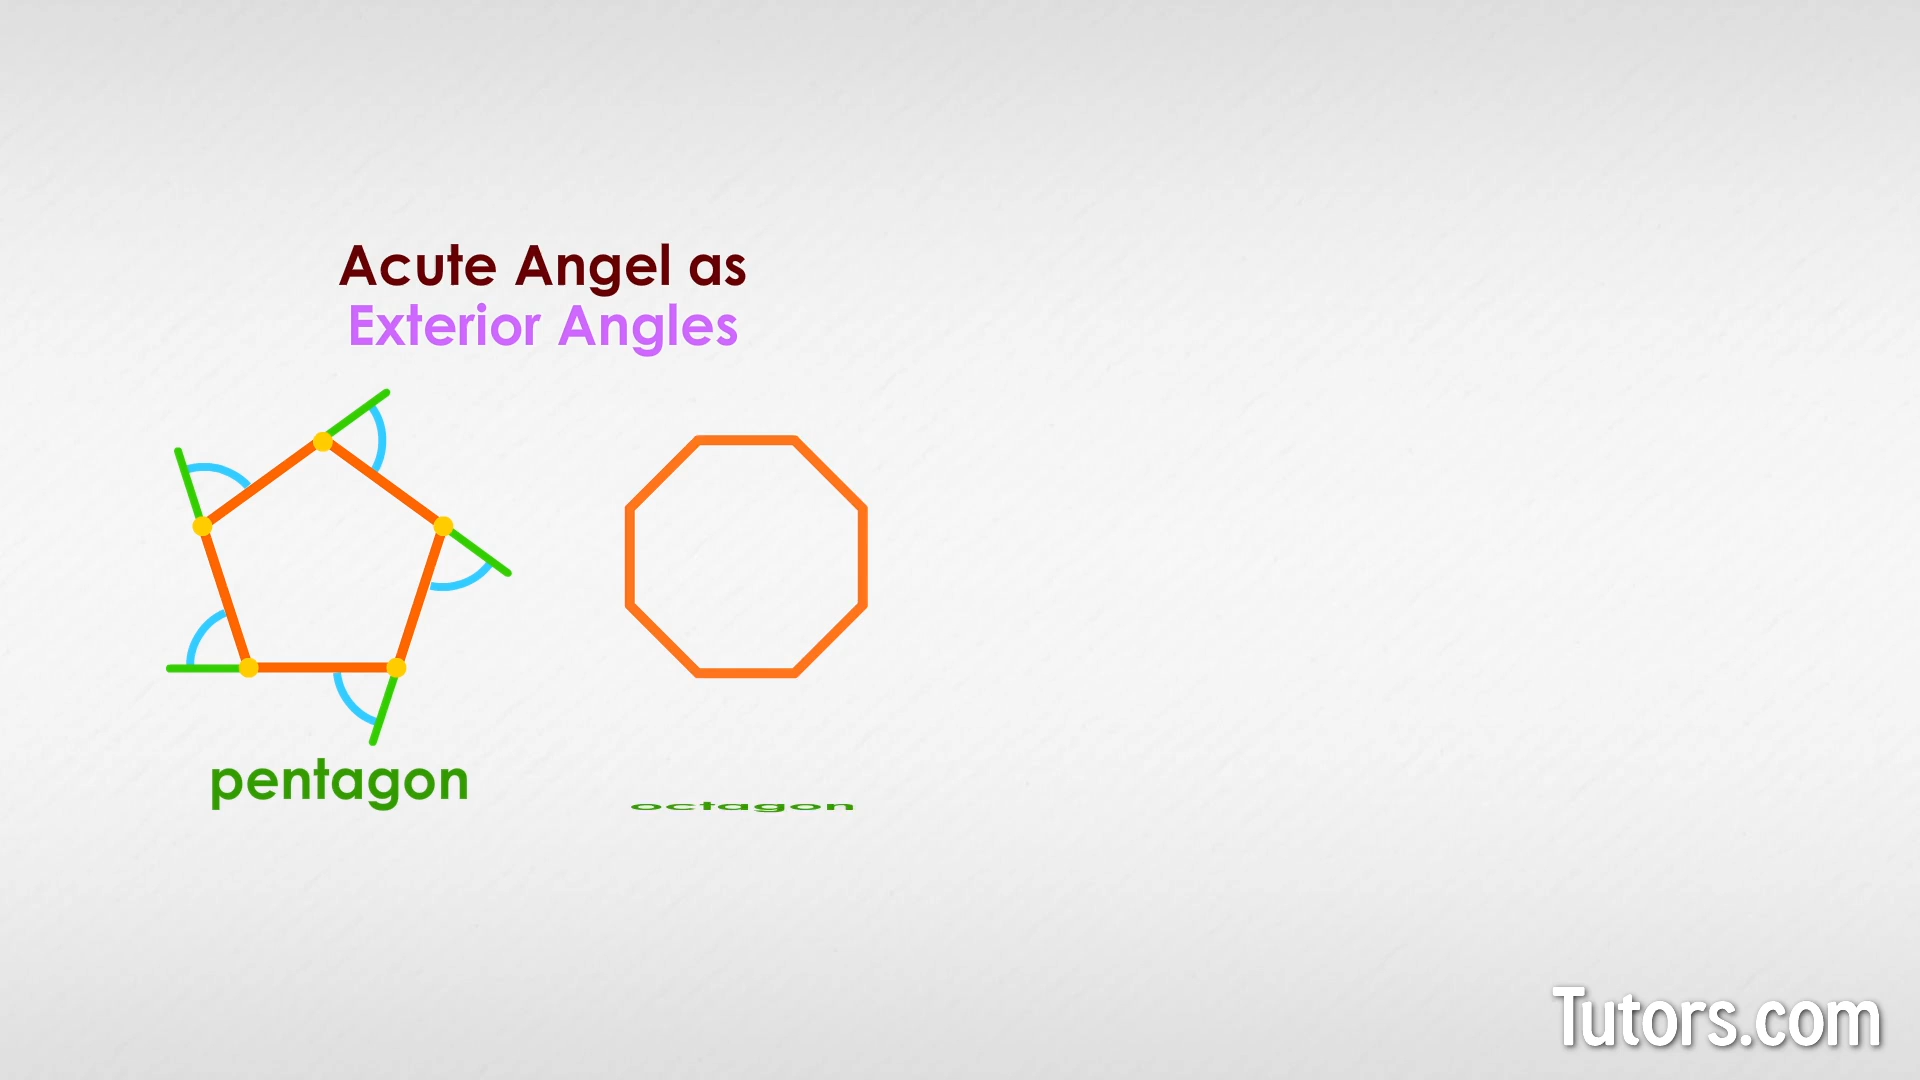 Acute Angel as
Exterior Angles
pentagon
octagon
Tutors.com